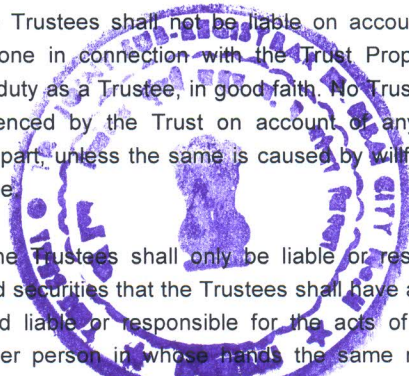 Trustees shall not be liable on accou
one in connection with the Trust Prop
duty as a Trustee, in good faith. No Trus
enced by the Trust on account of any
part, unless the same is caused by willf
e
he Trustees shall only be liable or res
d securities that the Trustees shall have a
d liable or responsible for the acts of
er person in whose hands the same